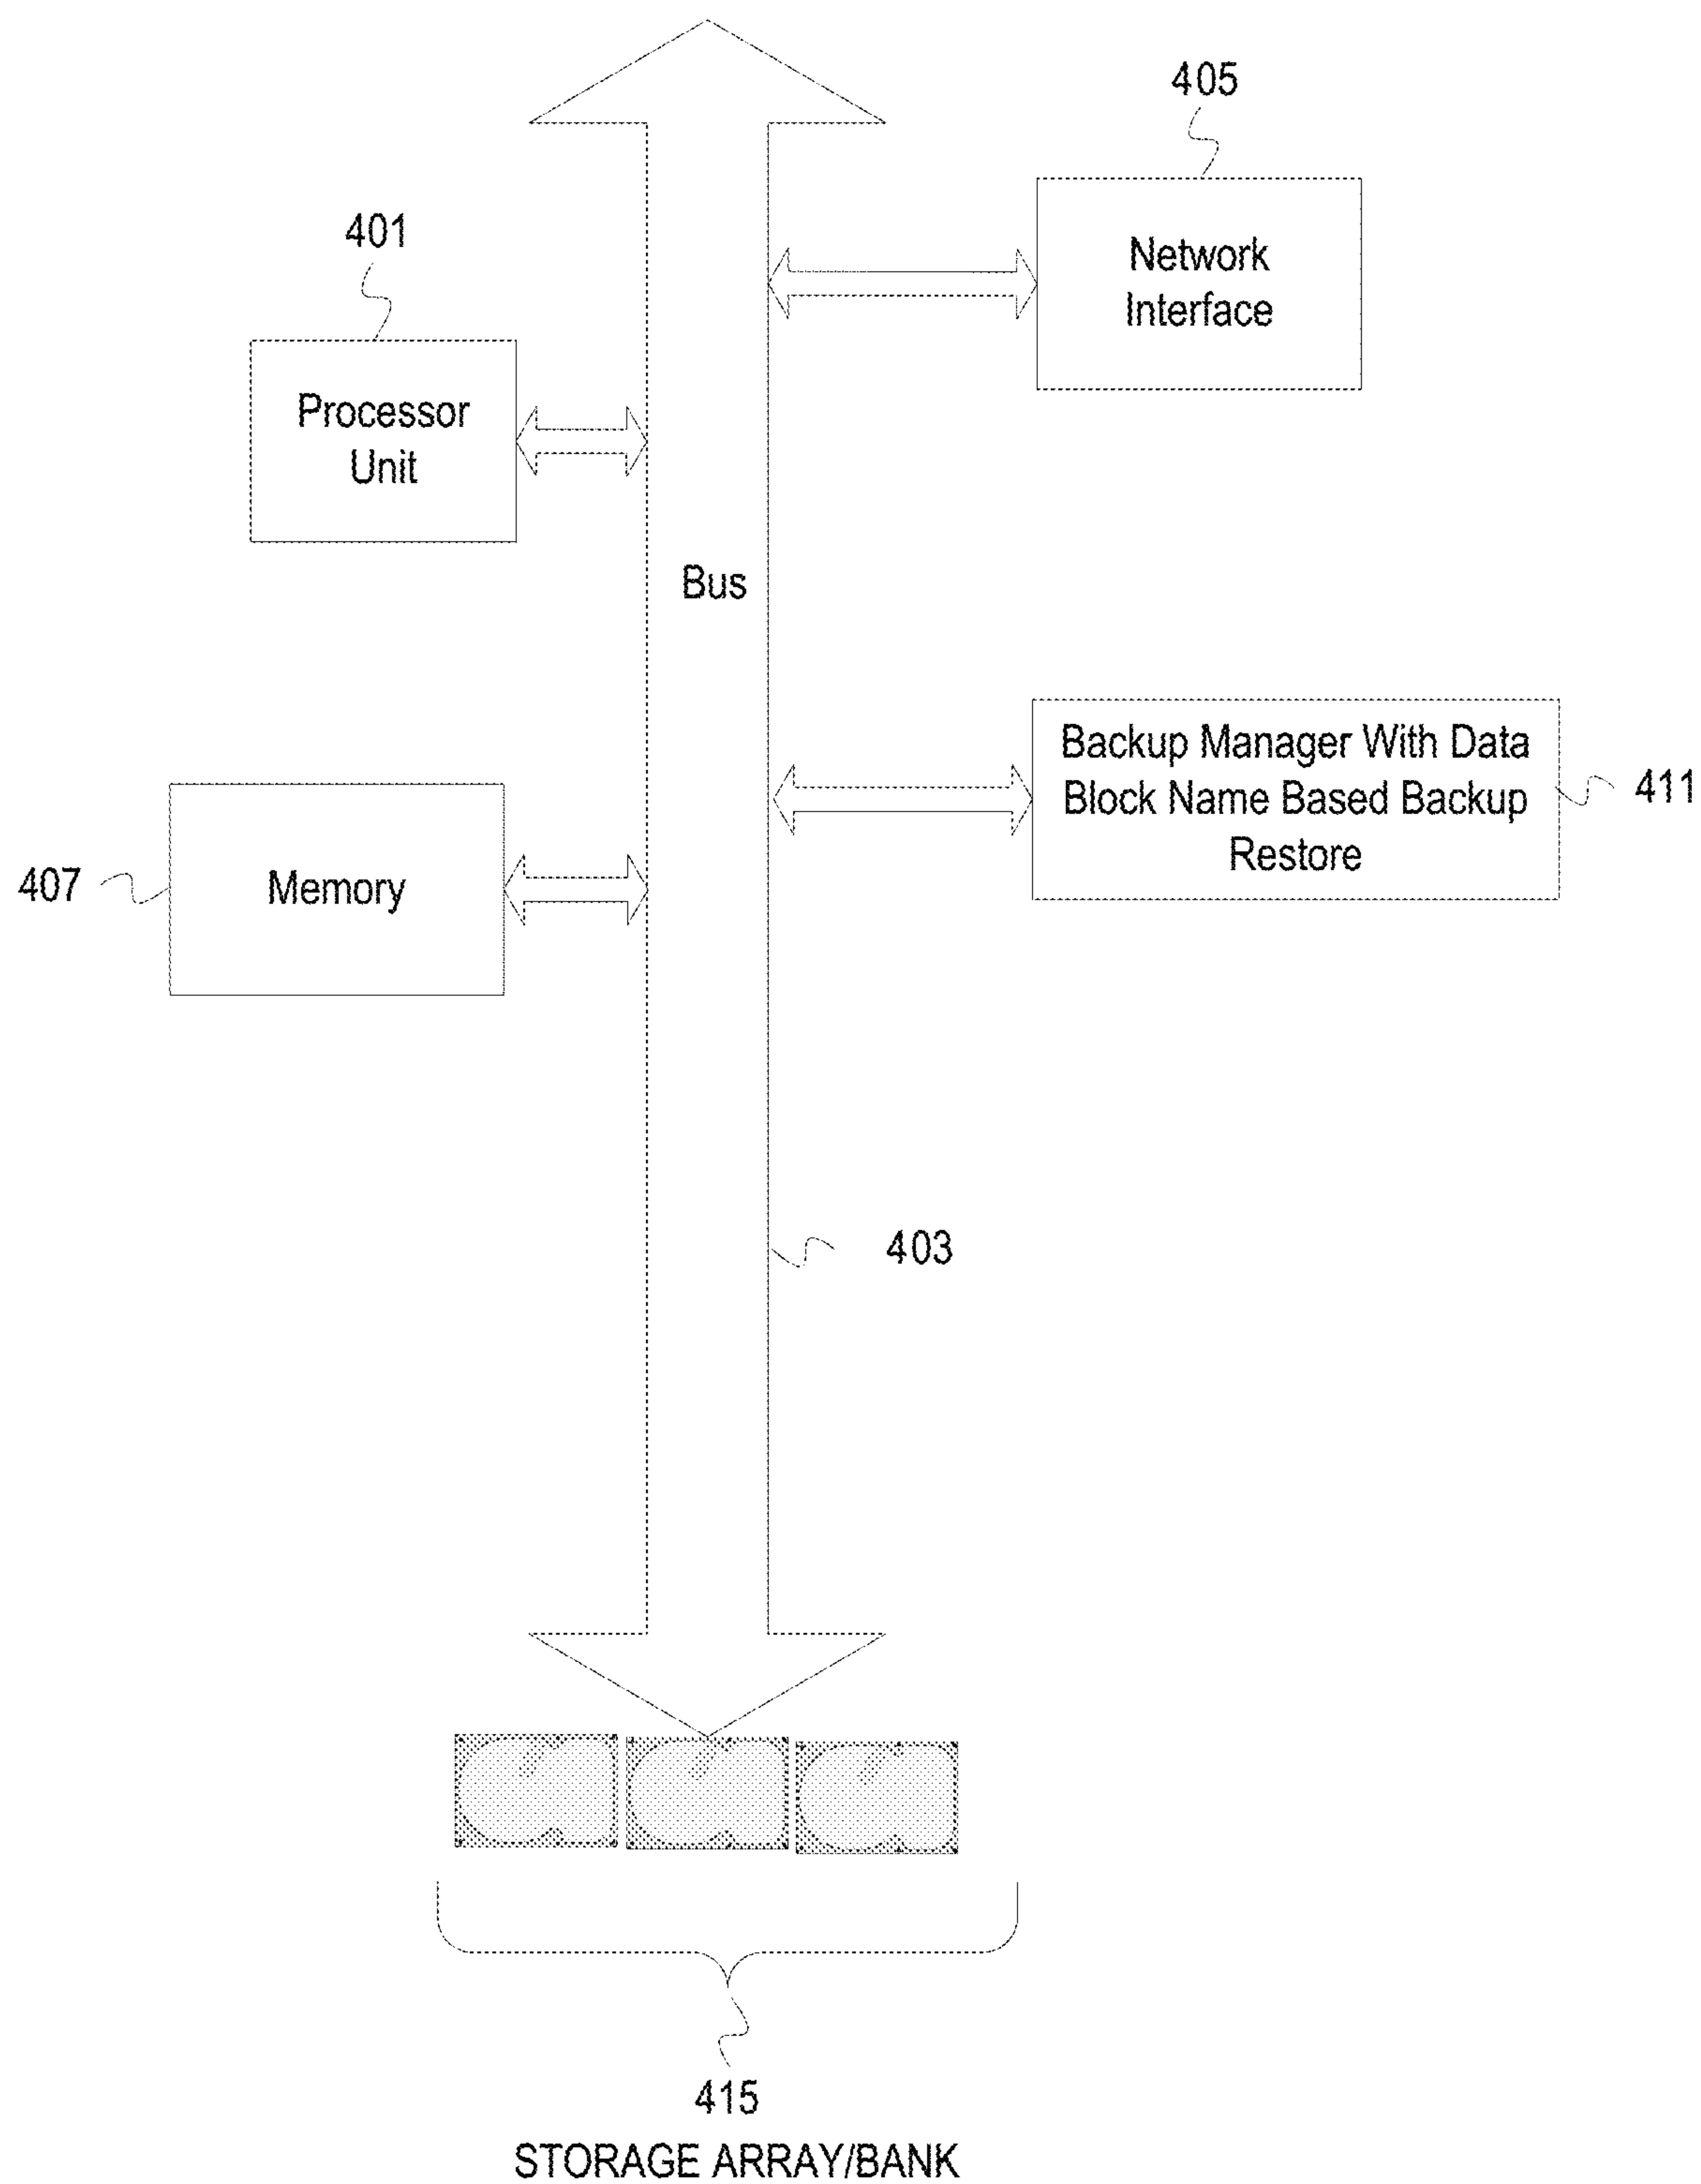 405
Network
Interface
401
Processor
Unit
Bus
Backup Manager With Data
Block Name Based Backup
Restore
411
407
Memory
403
415
STORAGE ARRAY/BANK